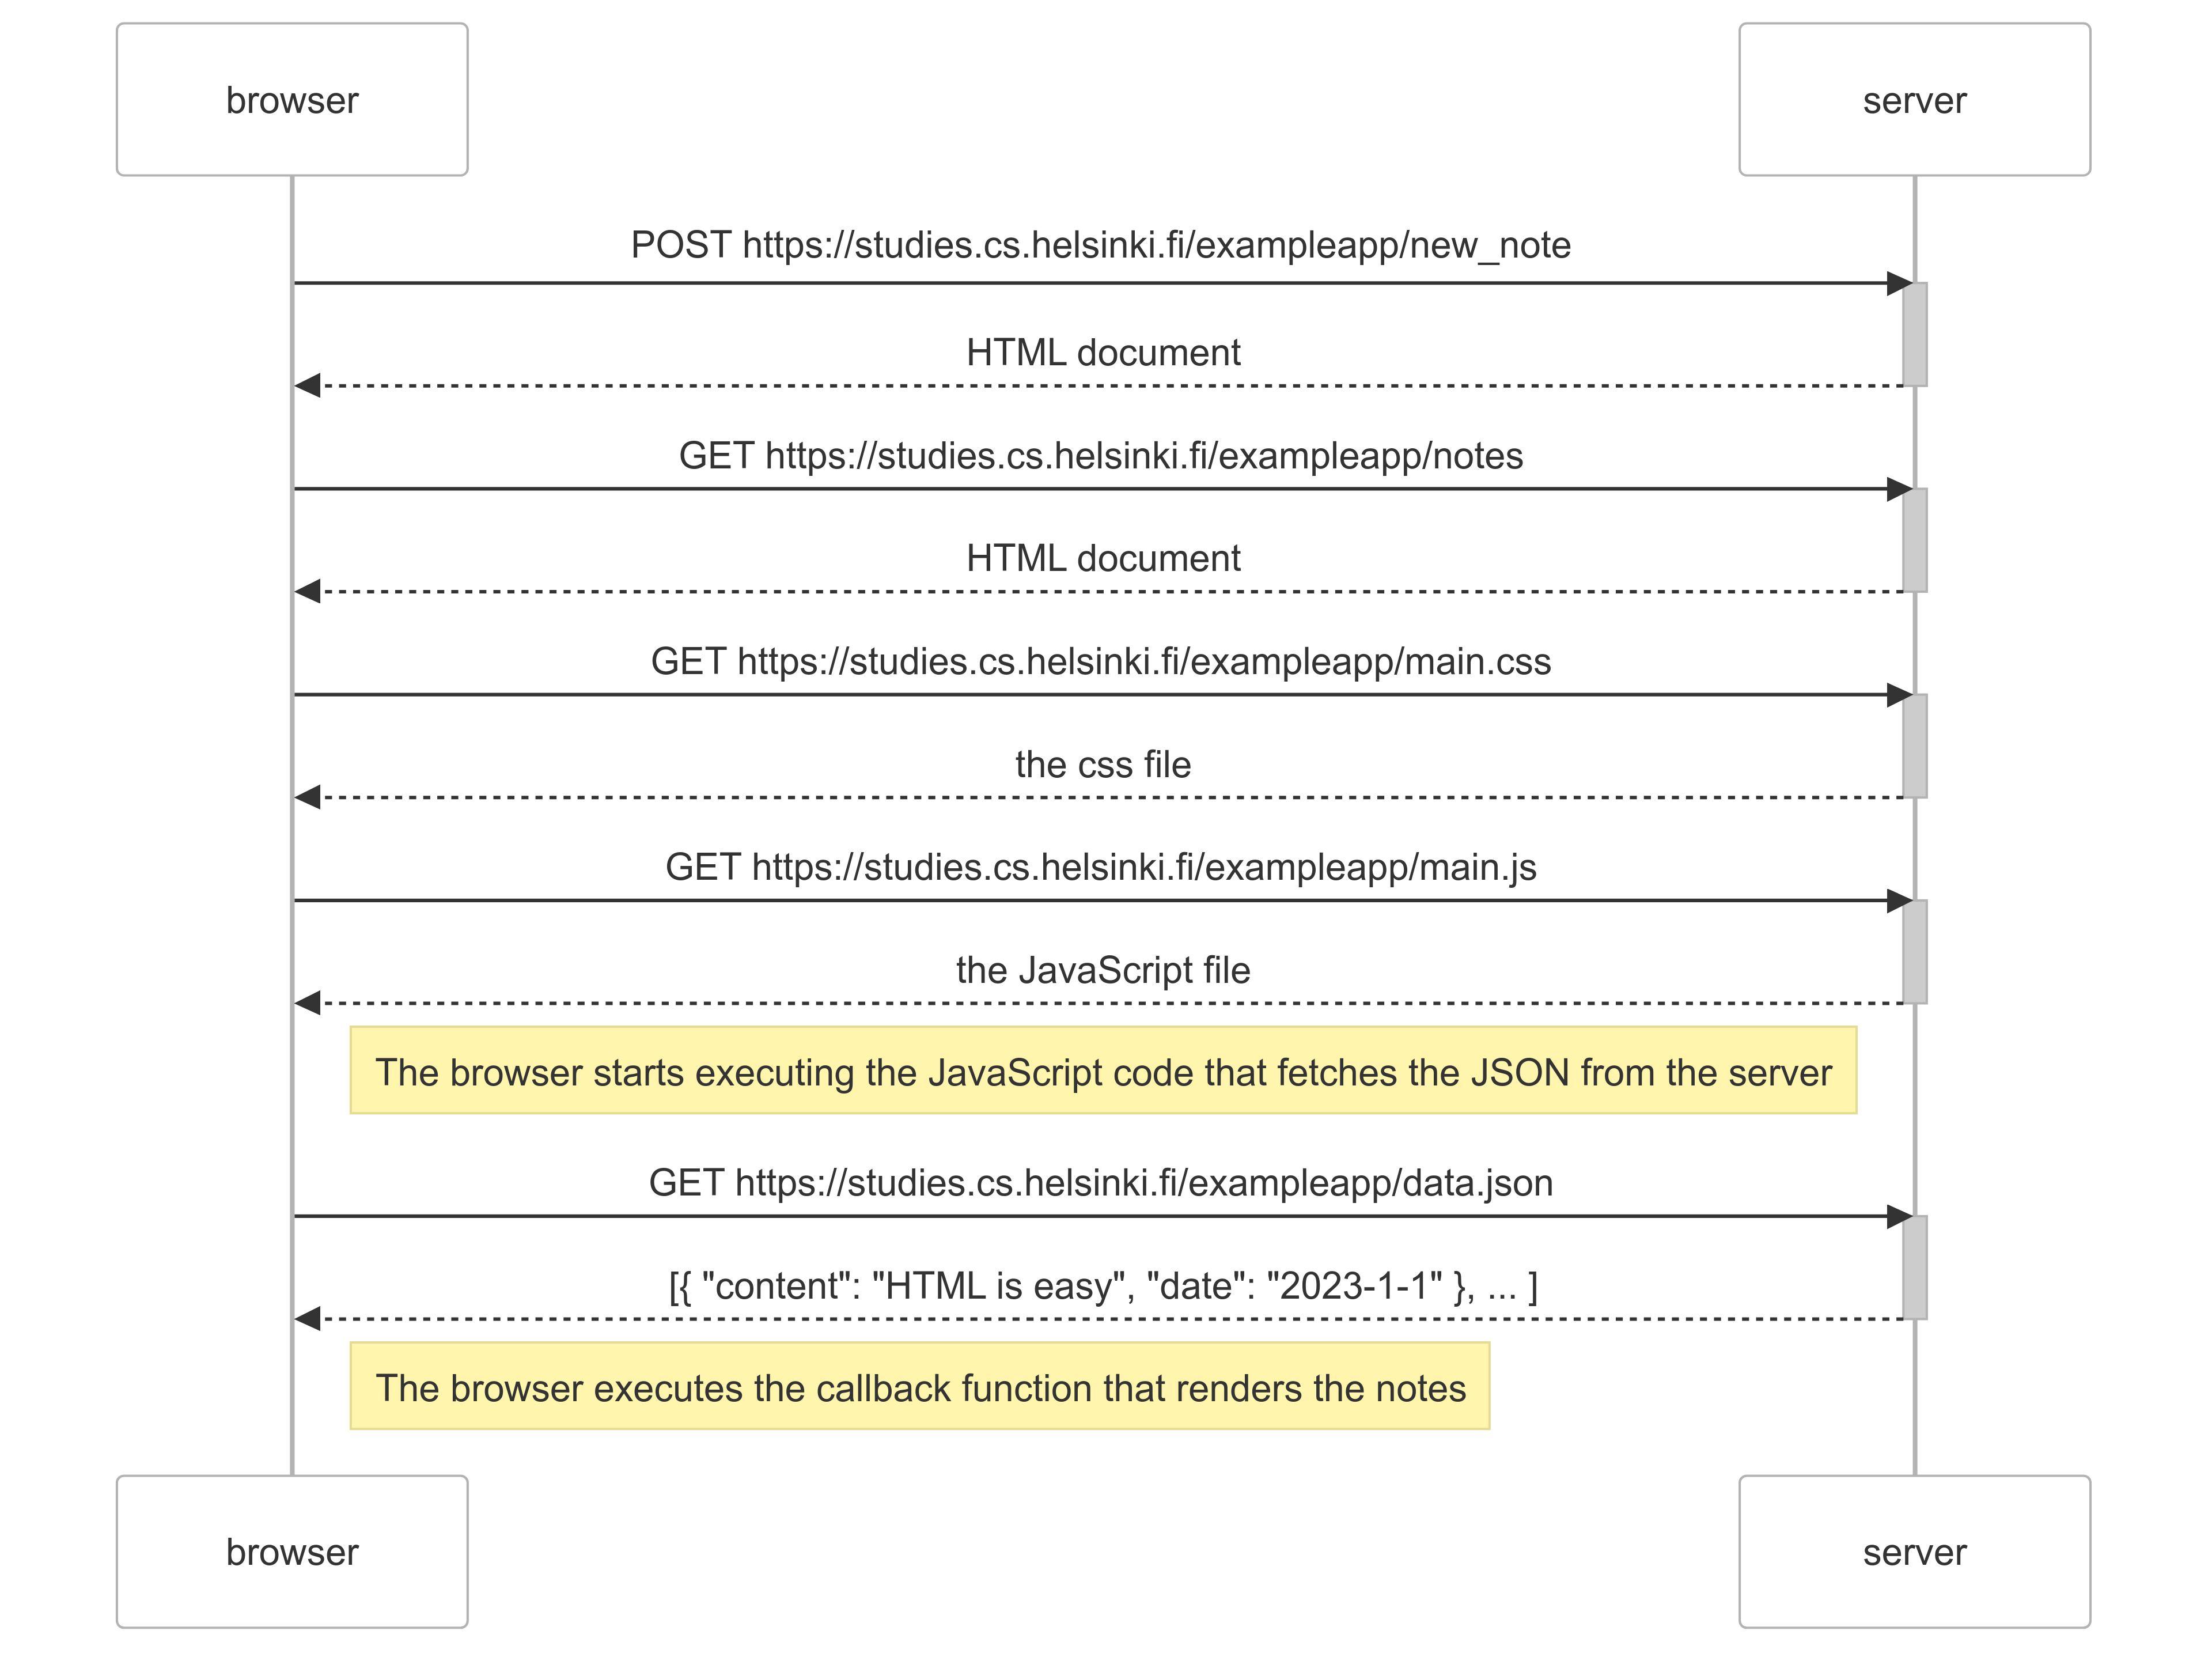 browser
server
POST https://studies.cs.helsinki.fi/exampleapp/new_note
HTML document
GET https://studies.cs.helsinki.fi/exampleapp/notes
HTML document
GET https://studies.cs.helsinki.fi/exampleapp/main.css
the css file
GET https://studies.cs.helsinki.fi/exampleapp/main.js
the JavaScript file
The browser starts executing the JavaScript code that fetches the JSON from the server
GET https://studies.cs.helsinki.fi/exampleapp/data.json
[{ "content": "HTML is easy", "date": "2023-1-1" }, ... ]
The browser executes the callback function that renders the notes
browser
server